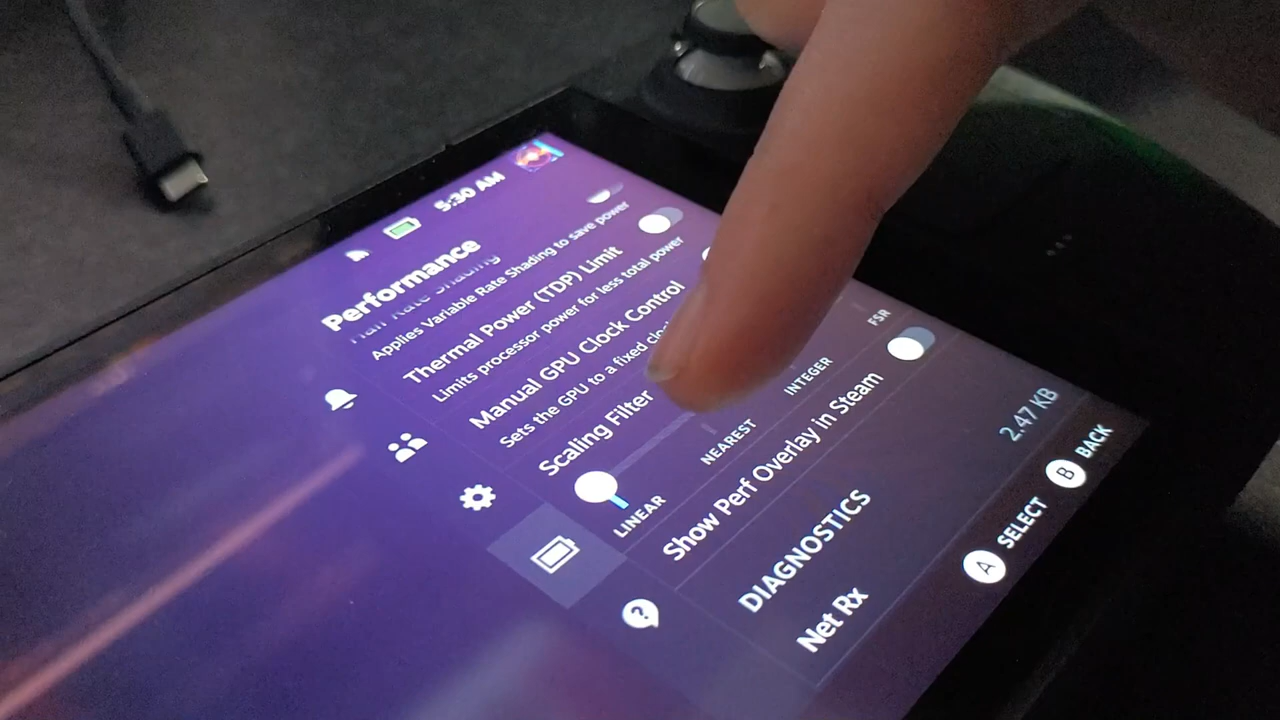 5:30 AM
Performance
Rate Shading
Applies Variable Rate Shading to save power
Thermal Power (TDP) Limit
Limits processor power for less total power
Manual GPU Clock Control
Sets the GPU to a fixed
Scaling Filter
LINEAR NEAREST INTEGER FSR
Show Perf Overlay in Steam
DIAGNOSTICS
Net Rx 2.47 KB
A SELECT B BACK